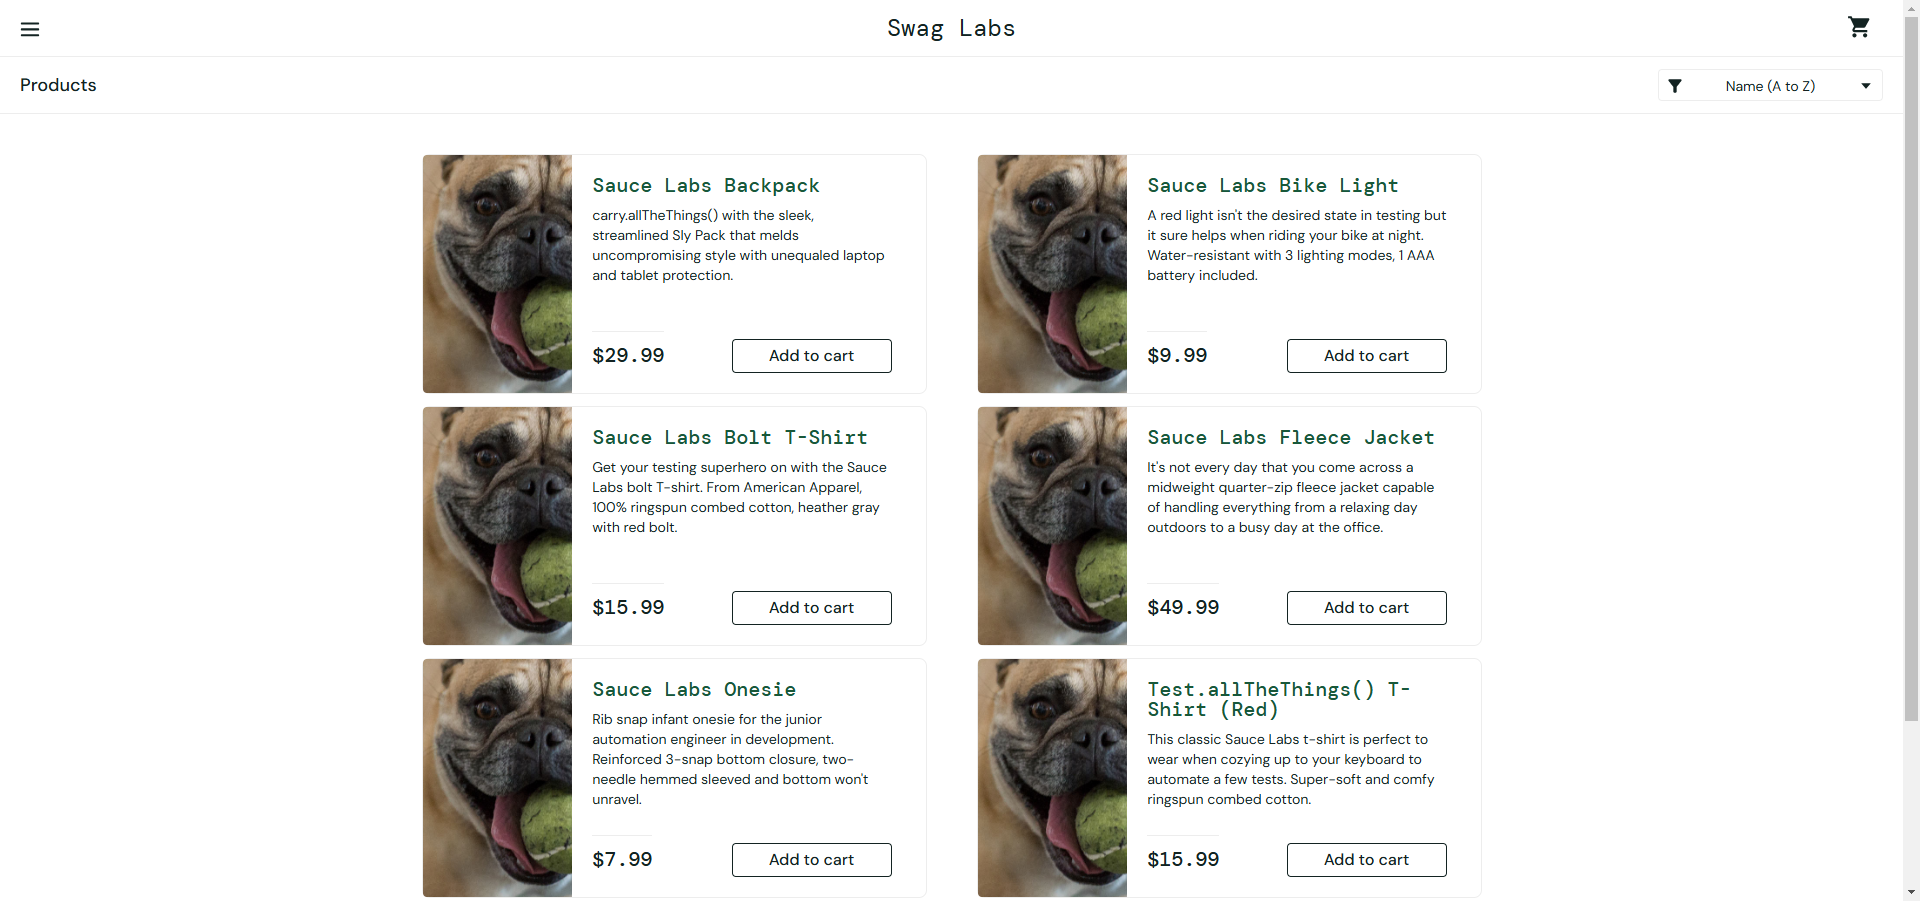 Swag Labs
Products
Name (A to Z)
Sauce Labs Backpack
carry.allTheThings() with the sleek,
streamlined Sly Pack that melds
uncompromising style with unequaled laptop
and tablet protection.
$29.99
Add to cart
Sauce Labs Bike Light
A red light isn't the desired state in testing but
it sure helps when riding your bike at night.
Water-resistant with 3 lighting modes, 1 AAA
battery included.
$9.99
Add to cart
Sauce Labs Bolt T-Shirt
Get your testing superhero on with the Sauce
Labs bolt T-shirt. From American Apparel,
100% ringspun combed cotton, heather gray
with red bolt.
$15.99
Add to cart
Sauce Labs Fleece Jacket
It's not every day that you come across a
midweight quarter-zip fleece jacket capable
of handling everything from a relaxing day
outdoors to a busy day at the office.
$49.99
Add to cart
Sauce Labs Onesie
Rib snap infant onesie for the junior
automation engineer in development.
Reinforced 3-snap bottom closure, two-
needle hemmed sleeved and bottom won't
unravel.
$7.99
Add to cart
Test.allTheThings() T-
Shirt (Red)
This classic Sauce Labs t-shirt is perfect to
wear when cozying up to your keyboard to
automate a few tests. Super-soft and comfy
ringspun combed cotton.
$15.99
Add to cart